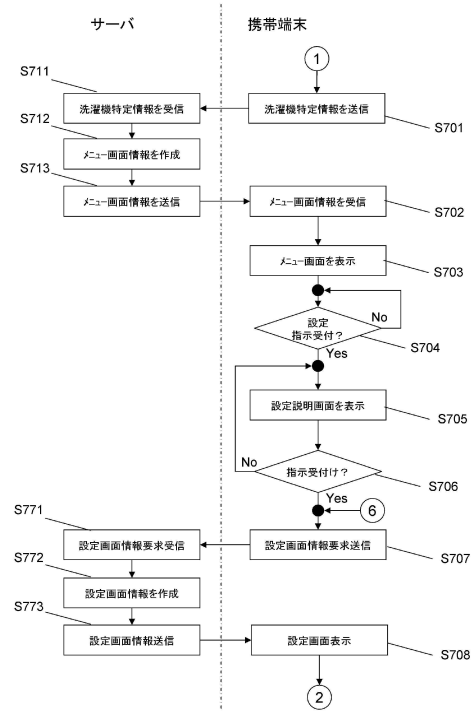 サーバ
携帯端末
1
S711
洗濯機特定情報を受信
洗濯機特定情報を送信
S701
S712
メニュー画面情報を作成
S713
メニュー画面情報を送信
メニュー画面情報を受信
S702
メニュー画面を表示
S703
設定
指示受付？
No
S704
Yes
設定説明画面を表示
S705
No
指示受付け？
S706
Yes
6
S771
設定画面情報要求受信
設定画面情報要求送信
S707
S772
設定画面情報を作成
S773
設定画面情報送信
設定画面表示
S708
2